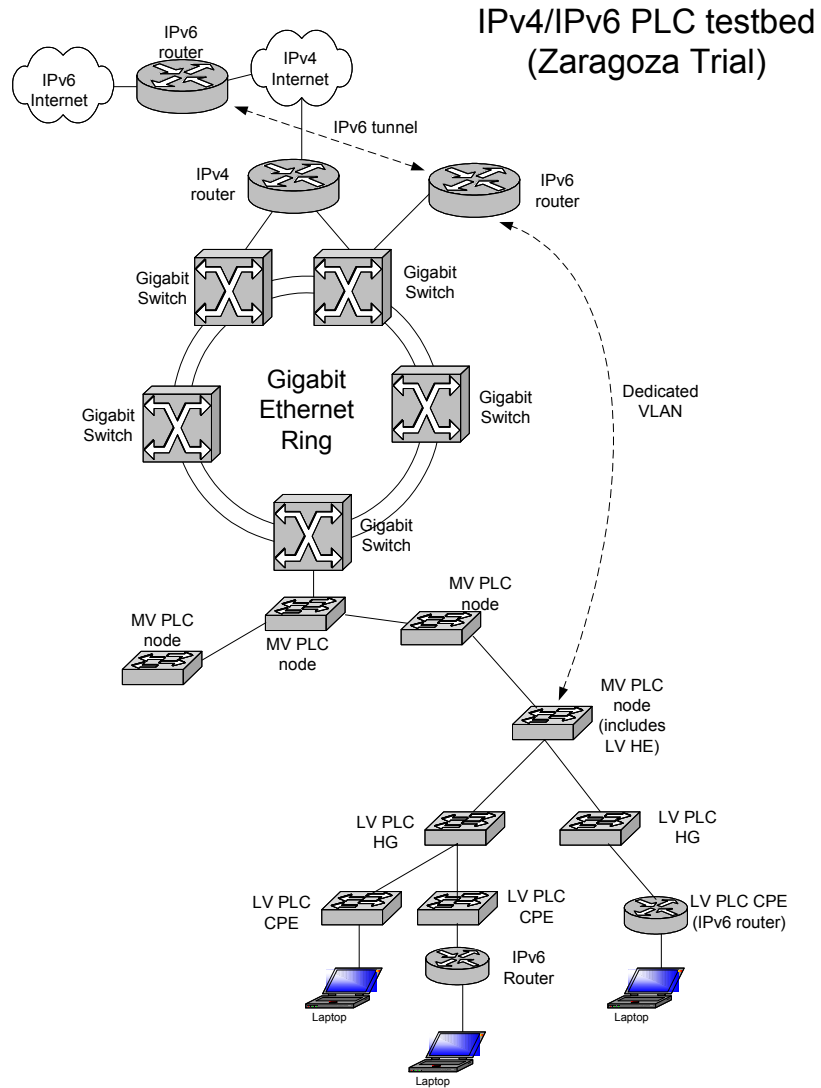 IPv4/IPv6 PLC testbed
(Zaragoza Trial)
IPv6
router
IPv4
Internet
IPv6
Internet
IPv6 tunnel
IPv4
router
IPv6
router
Gigabit
Switch
Gigabit
Switch
Gigabit
Ethernet
Ring
Gigabit
Switch
Gigabit
Switch
Dedicated
VLAN
Gigabit
Switch
MV PLC
node
MV PLC
node
MV PLC
node
MV PLC
node
(includes
LV HE)
LV PLC
HG
LV PLC
HG
LV PLC
CPE
LV PLC
CPE
LV PLC CPE
(IPv6 router)
IPv6
Router
Laptop
Laptop
Laptop